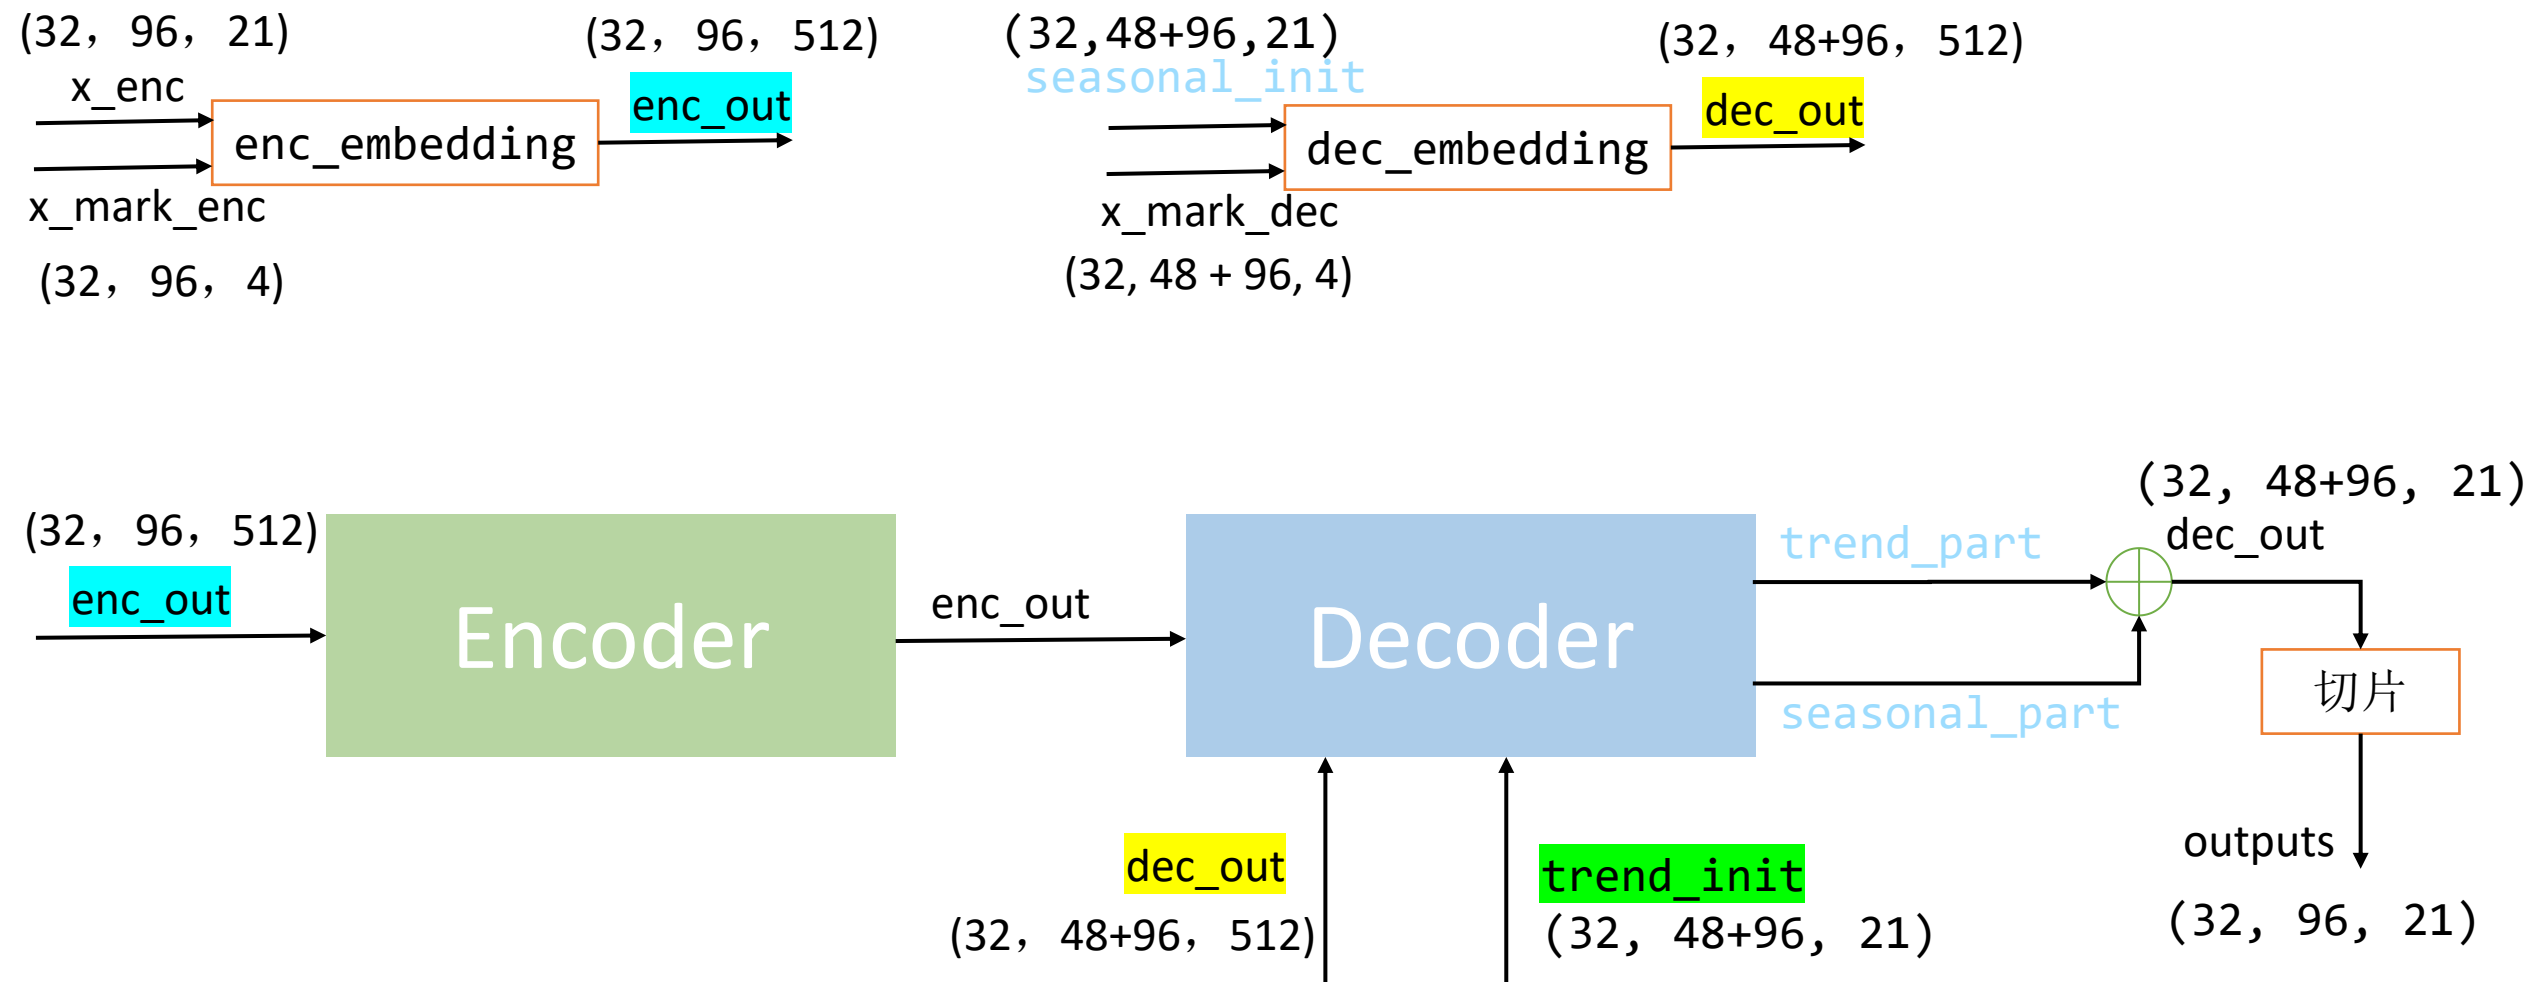 (32，96，21)
x_enc
enc_embedding
x_mark_enc
(32，96，4)
(32，96，512)
enc_out
(32,48+96,21)
seasonal_init
dec_embedding
x_mark_dec
(32, 48 + 96, 4)
(32，48+96，512)
dec_out
(32，96，512)
enc_out
Encoder
enc_out
Decoder
trend_part
seasonal_part
(32, 48+96, 21)
dec_out
切片
outputs
(32, 96, 21)
dec_out
(32，48+96，512)
trend_init
(32, 48+96, 21)